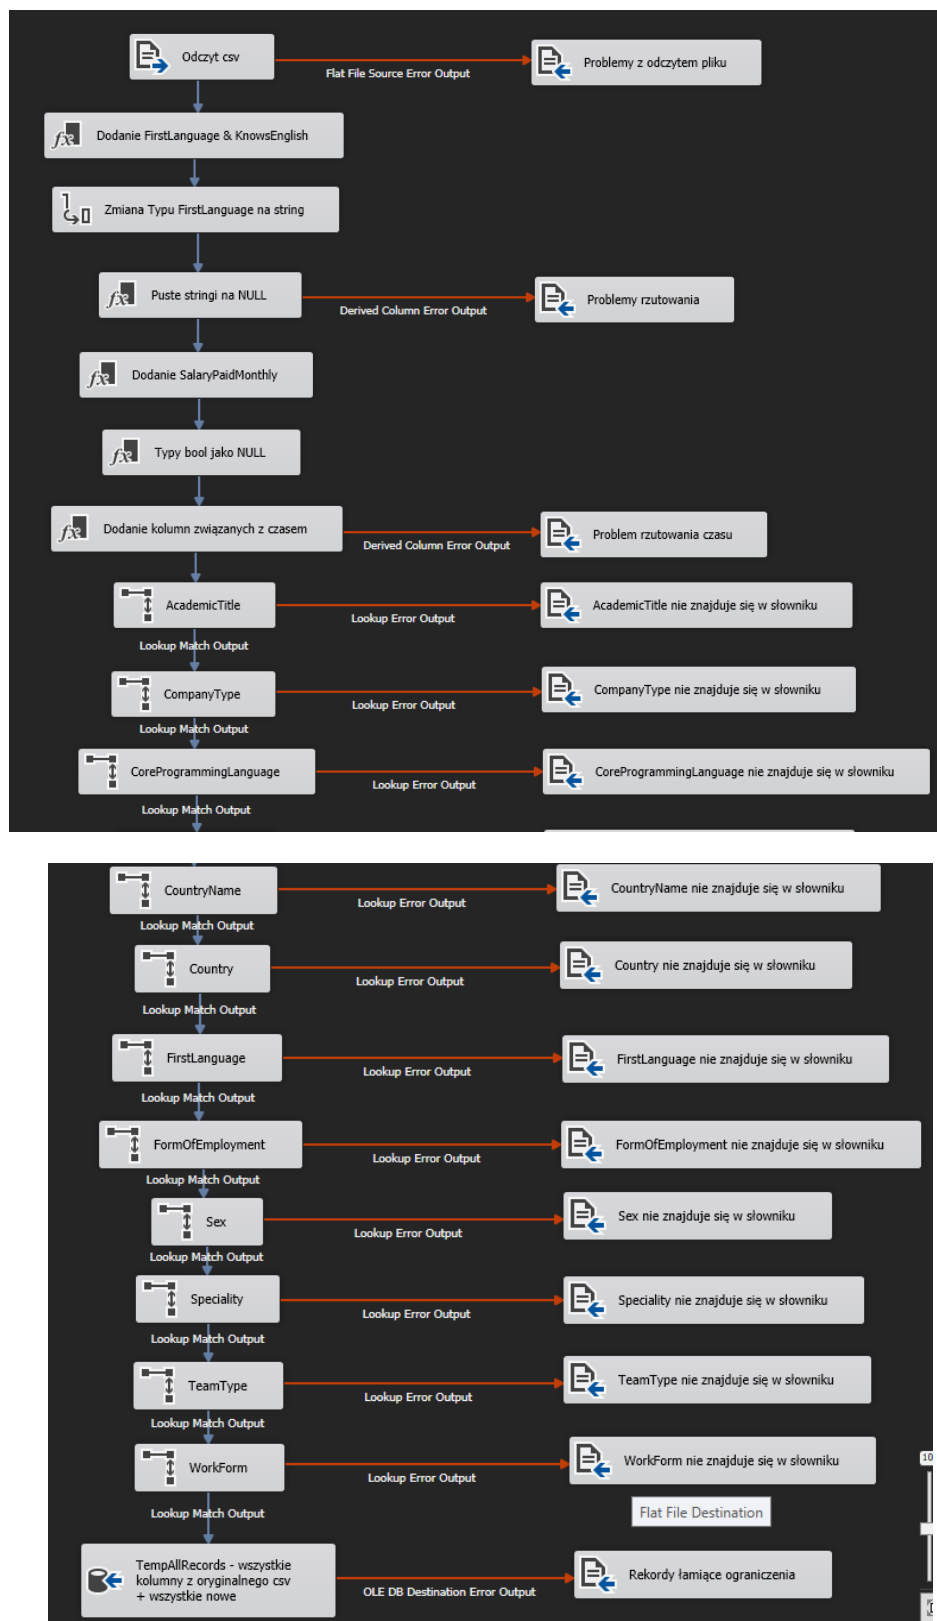 Odczyt csv
Flat File Source Error Output
Problemy z odczytem pliku
Dodanie FirstLanguage & KnowsEnglish
Zmiana Typu FirstLanguage na string
Puste stringi na NULL
Derived Column Error Output
Problemy rzutowania
Dodanie SalaryPaidMonthly
Typy bool jako NULL
Dodanie kolumn związanych z czasem
Derived Column Error Output
Problem rzutowania czasu
AcademicTitle
Lookup Error Output
AcademicTitle nie znajduje się w słowniku
Lookup Match Output
CompanyType
Lookup Error Output
CompanyType nie znajduje się w słowniku
Lookup Match Output
CoreProgrammingLanguage
Lookup Error Output
CoreProgrammingLanguage nie znajduje się w słowniku
Lookup Match Output
CountryName
Lookup Error Output
CountryName nie znajduje się w słowniku
Lookup Match Output
Country
Lookup Error Output
Country nie znajduje się w słowniku
Lookup Match Output
FirstLanguage
Lookup Error Output
FirstLanguage nie znajduje się w słowniku
Lookup Match Output
FormOfEmployment
Lookup Error Output
FormOfEmployment nie znajduje się w słowniku
Lookup Match Output
Sex
Lookup Error Output
Sex nie znajduje się w słowniku
Lookup Match Output
Speciality
Lookup Error Output
Speciality nie znajduje się w słowniku
Lookup Match Output
TeamType
Lookup Error Output
TeamType nie znajduje się w słowniku
Lookup Match Output
WorkForm
Lookup Error Output
WorkForm nie znajduje się w słowniku
10
Lookup Match Output
Flat File Destination
TempAllRecords - wszystkie
kolumny z oryginalnego csv
+ wszystkie nowe
OLE DB Destination Error Output
Rekordy łamiące ograniczenia